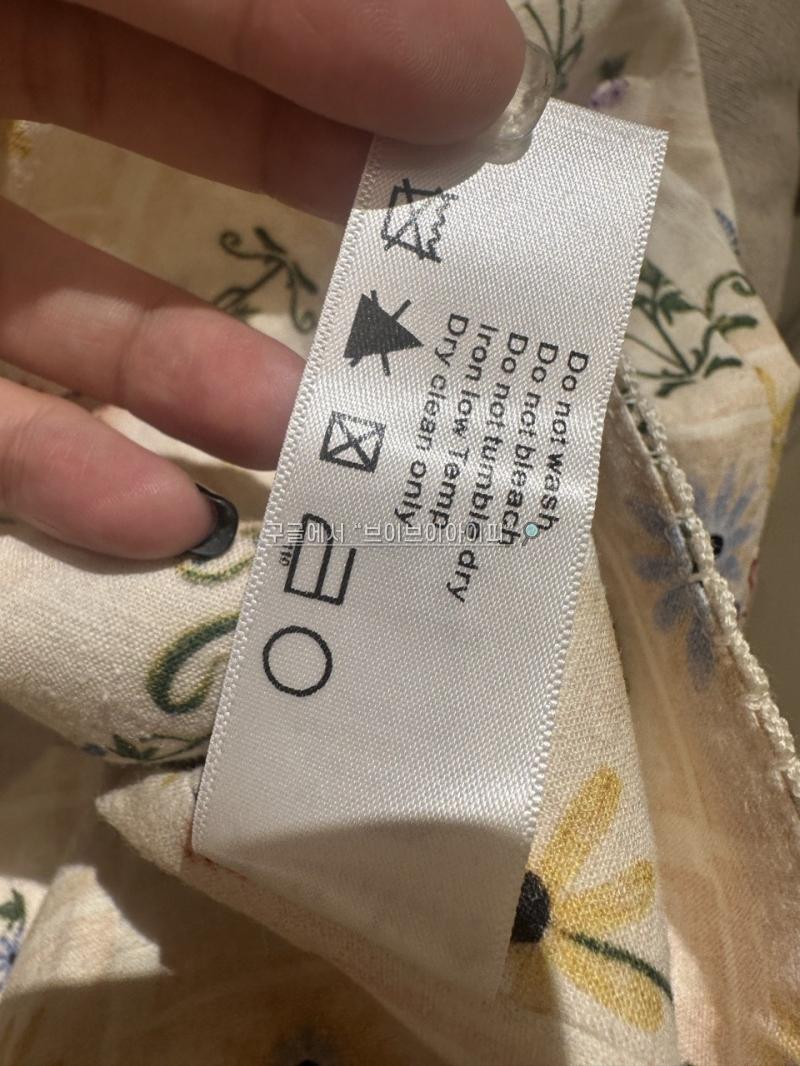 Do not wash
Do not bleach
Do not tumble dry
Iron low Temp
Dry clean only
110
구글에서 "브이브이아이피